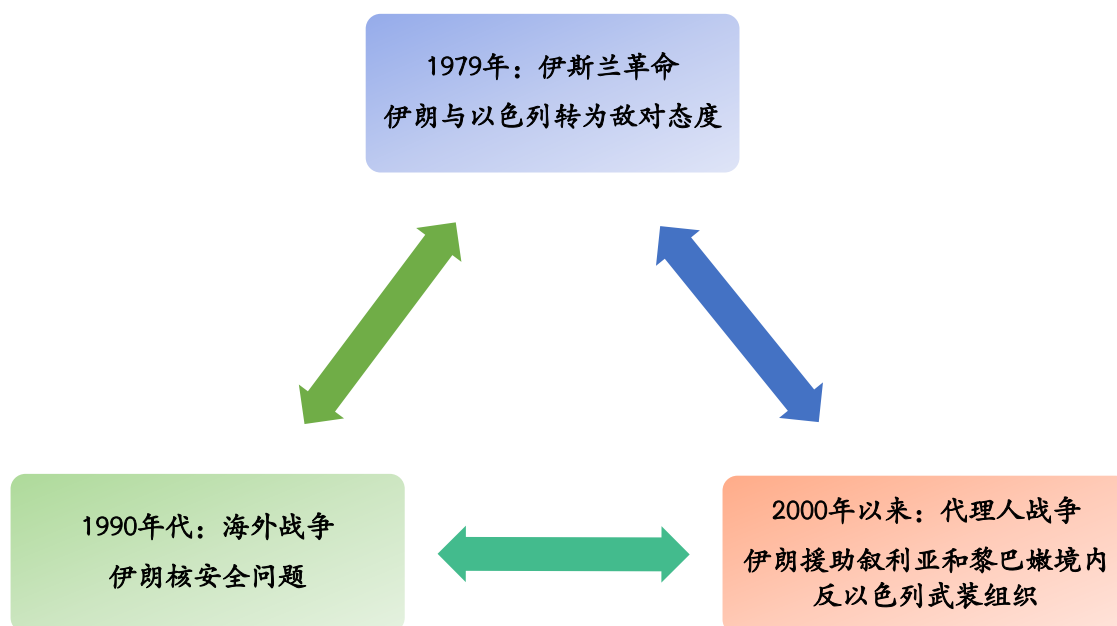 1979年：伊斯兰革命
伊朗与以色列转为敌对态度
1990年代：海外战争
伊朗核安全问题
2000年以来：代理人战争
伊朗援助叙利亚和黎巴嫩境内
反以色列武装组织